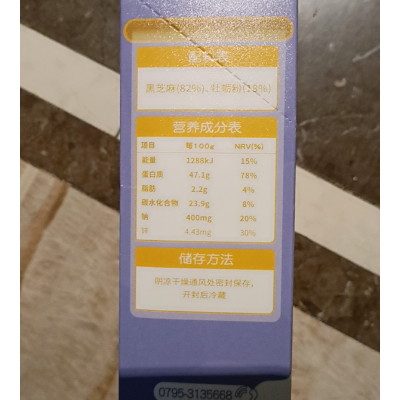 配料表
黑芝麻(82%)、牡蛎粉(18%)
营养成分表
项目 每100g NRV(%)
能量 1288kJ 15%
蛋白质 47.1g 78%
脂肪 2.2g 4%
碳水化合物 23.9g 8%
钠 400mg 20%
锌 4.43mg 30%
储存方法
阴凉干燥通风处密封保存,
开封后冷藏
0795-3135668